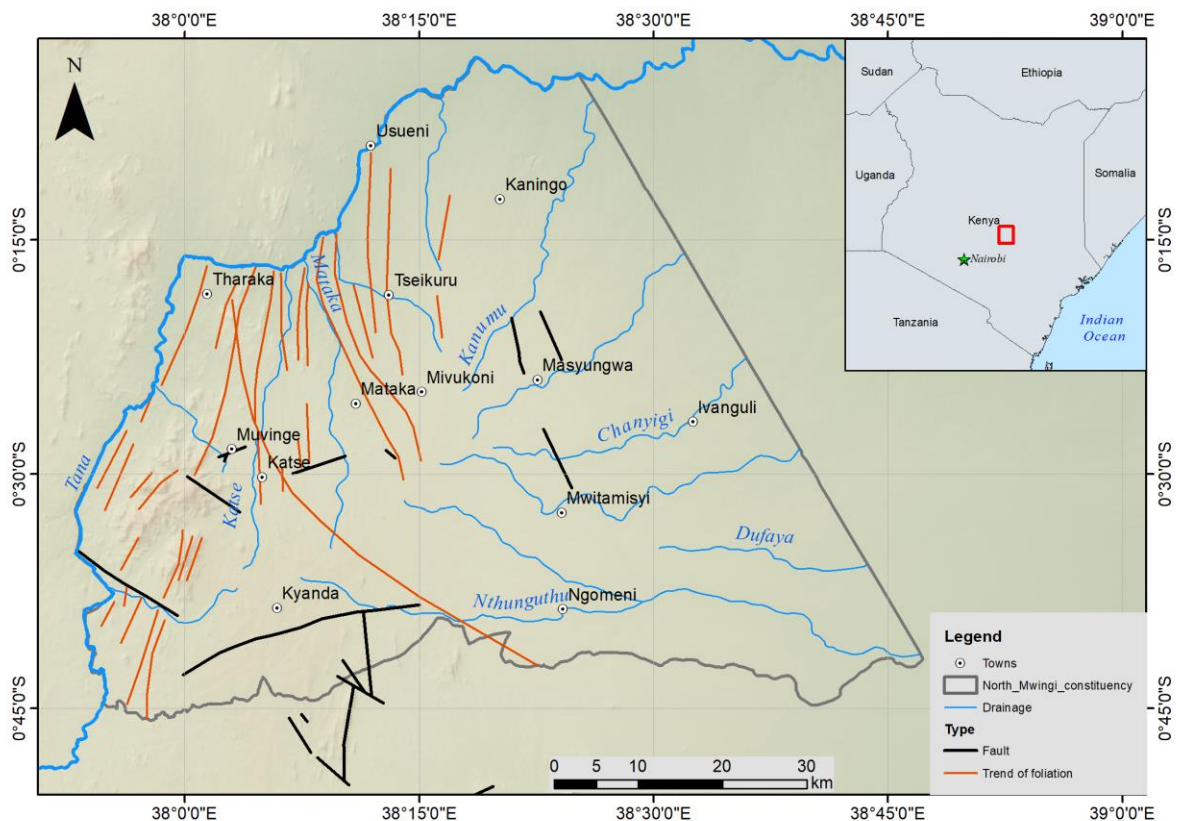 38°0'0"E 38°15'0"E 38°30'0"E 38°45'0"E 39°0'0"E
N
Sudan
Ethiopia
Uganda
Somalia
Kenya
Nairobi
Tanzania
Indian
Ocean
Usueni
Kaningo
0°15'0"S 0°15'0"S
Tharaka
Mataka
Tseikuru
Kanumu
Masyungwa
Mataka
Mivukoni
Chanyigi
Ivanguli
Muvinge
Tana
Katse
0°30'0"S 0°30'0"S
Katse
Mwitamisyi
Dufaya
Kyanda
Nthunguthu
Ngomeni
Legend
Towns
North_Mwingi_constituency
Drainage
Type
Fault
Trend of foliation
0°45'0"S 0°45'0"S
0 5 10 20 30
km
38°0'0"E 38°15'0"E 38°30'0"E 38°45'0"E 39°0'0"E